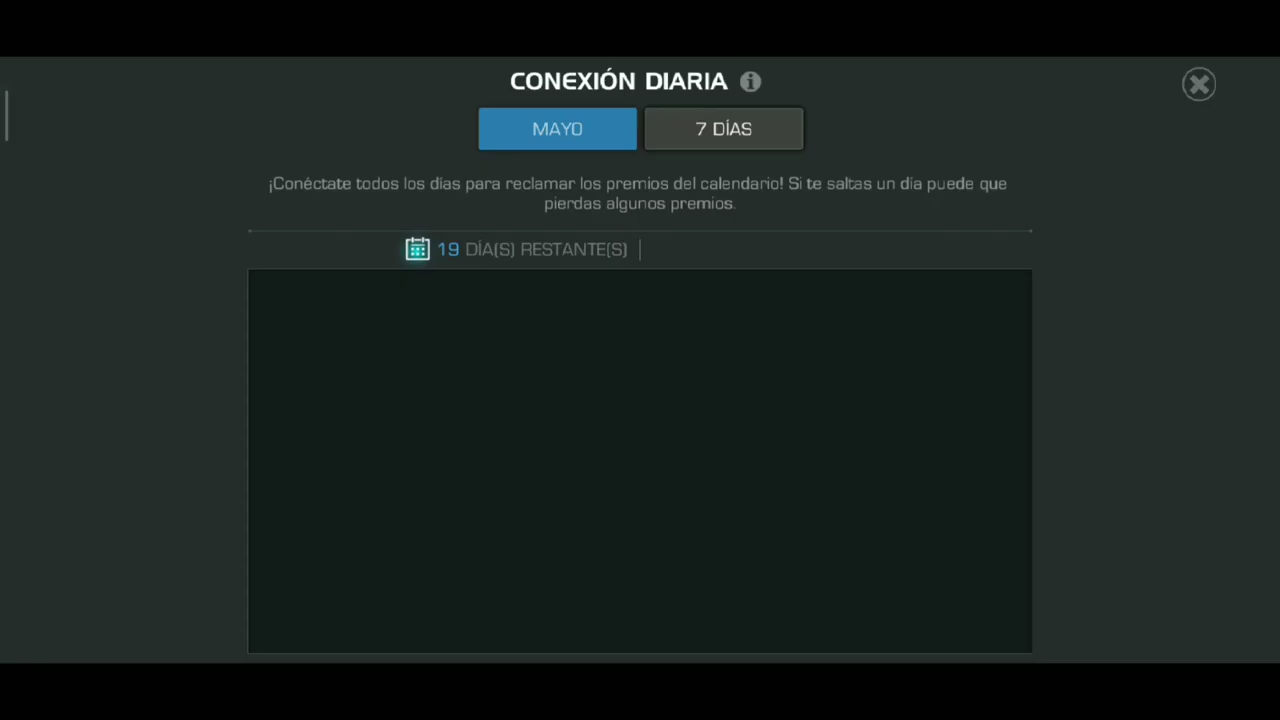 CONEXIÓN DIARIA
MAYO
7 DÍAS
¡Conéctate todos los días para reclamar los premios del calendario! Si te saltas un día puede que
pierdas algunos premios.
19 DÍA(S) RESTANTE(S)